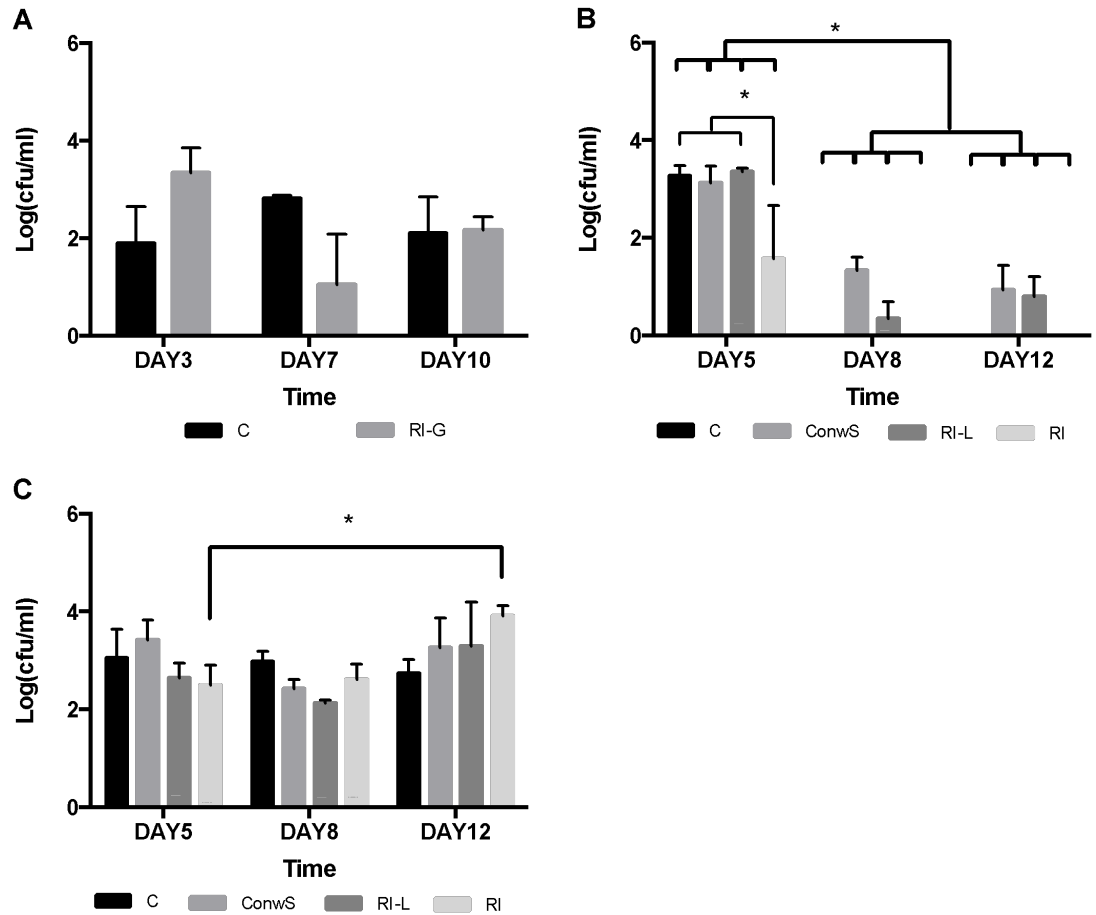 A
Log(cfu/ml)
6
4
2
0
DAY3 DAY7 DAY10
Time
C RI-G
B
Log(cfu/ml)
6
4
2
0
*
*
DAY5 DAY8 DAY12
Time
C ConwS RI-L RI
C
Log(cfu/ml)
6
4
2
0
*
DAY5 DAY8 DAY12
Time
C ConwS RI-L RI